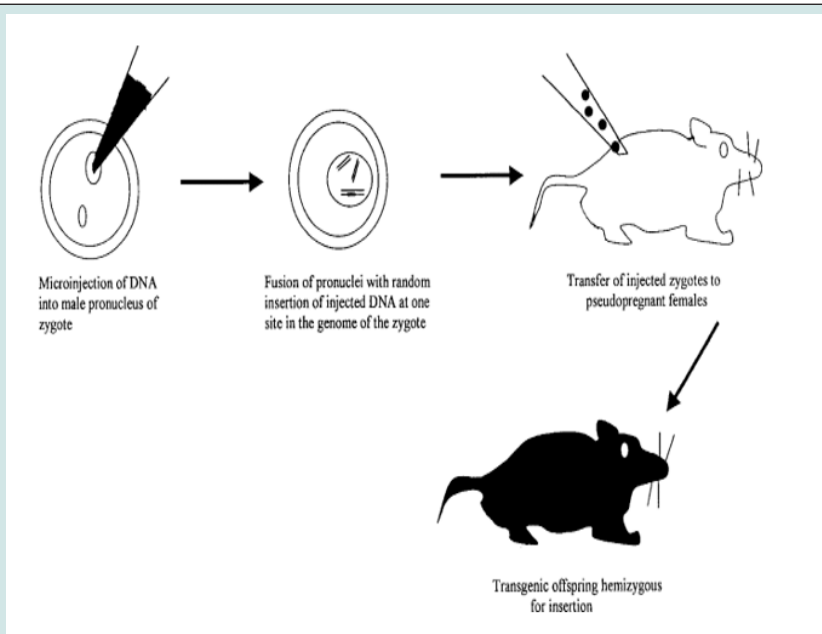 Microinjection of DNA
into male pronucleus of
zygote
Fusion of pronuclei with random
insertion of injected DNA at one
site in the genome of the zygote
Transfer of injected zygotes to
pseudopregnant females
Transgenic offspring hemizygous
for insertion